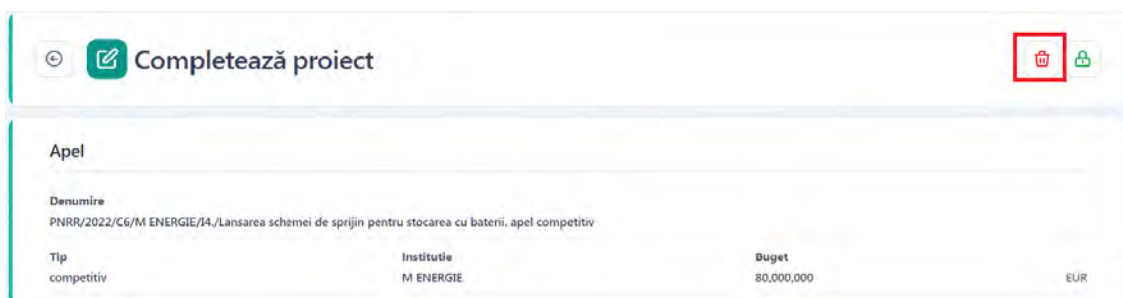 Completează proiect
Apel
Denumire
PNRR/2022/C6/M ENERGIE/I4./Lansarea schemei de sprijin pentru stocarea cu baterii, apel competitiv
Tip Institutie Buget
competitiv M ENERGIE 80,000,000 EUR